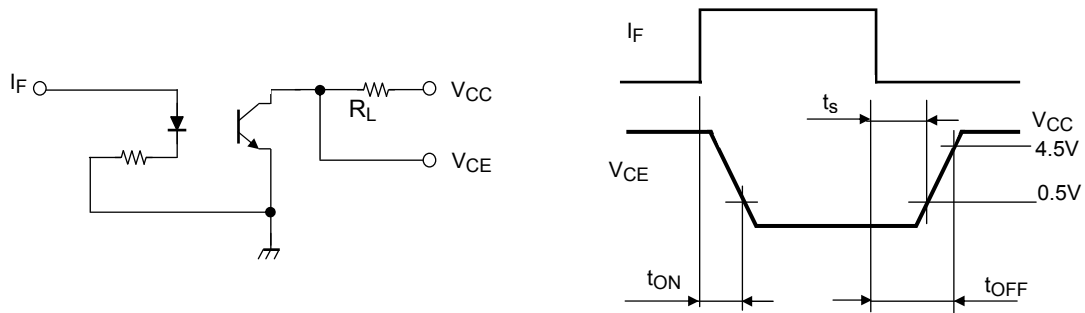 IF
RL
VCC
VCE
IF
ts
VCC
4.5V
VCE
0.5V
tON
tOFF